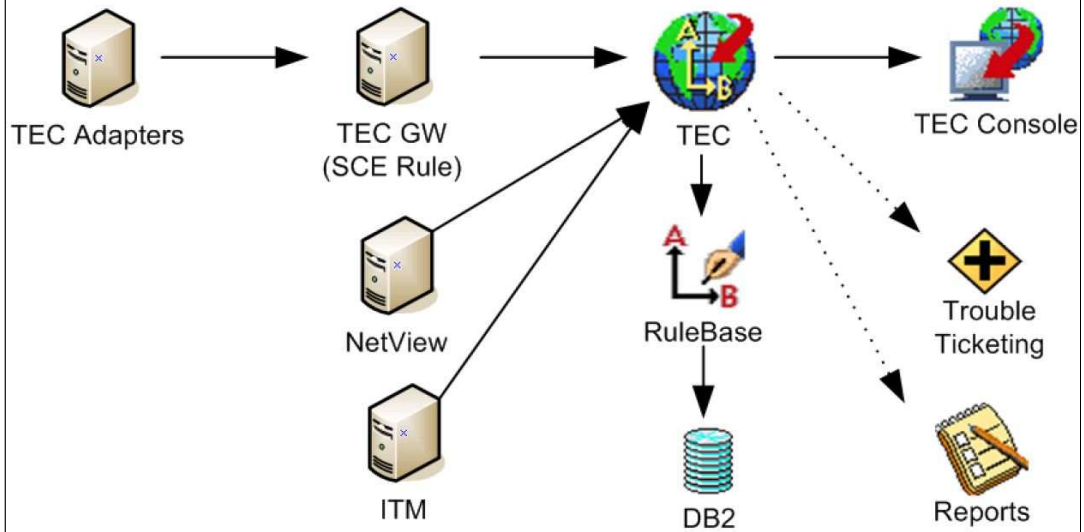 TEC Adapters
TEC GW
(SCE Rule)
A
B
TEC
TEC Console
NetView
A
B
RuleBase
Trouble
Ticketing
ITM
DB2
Reports